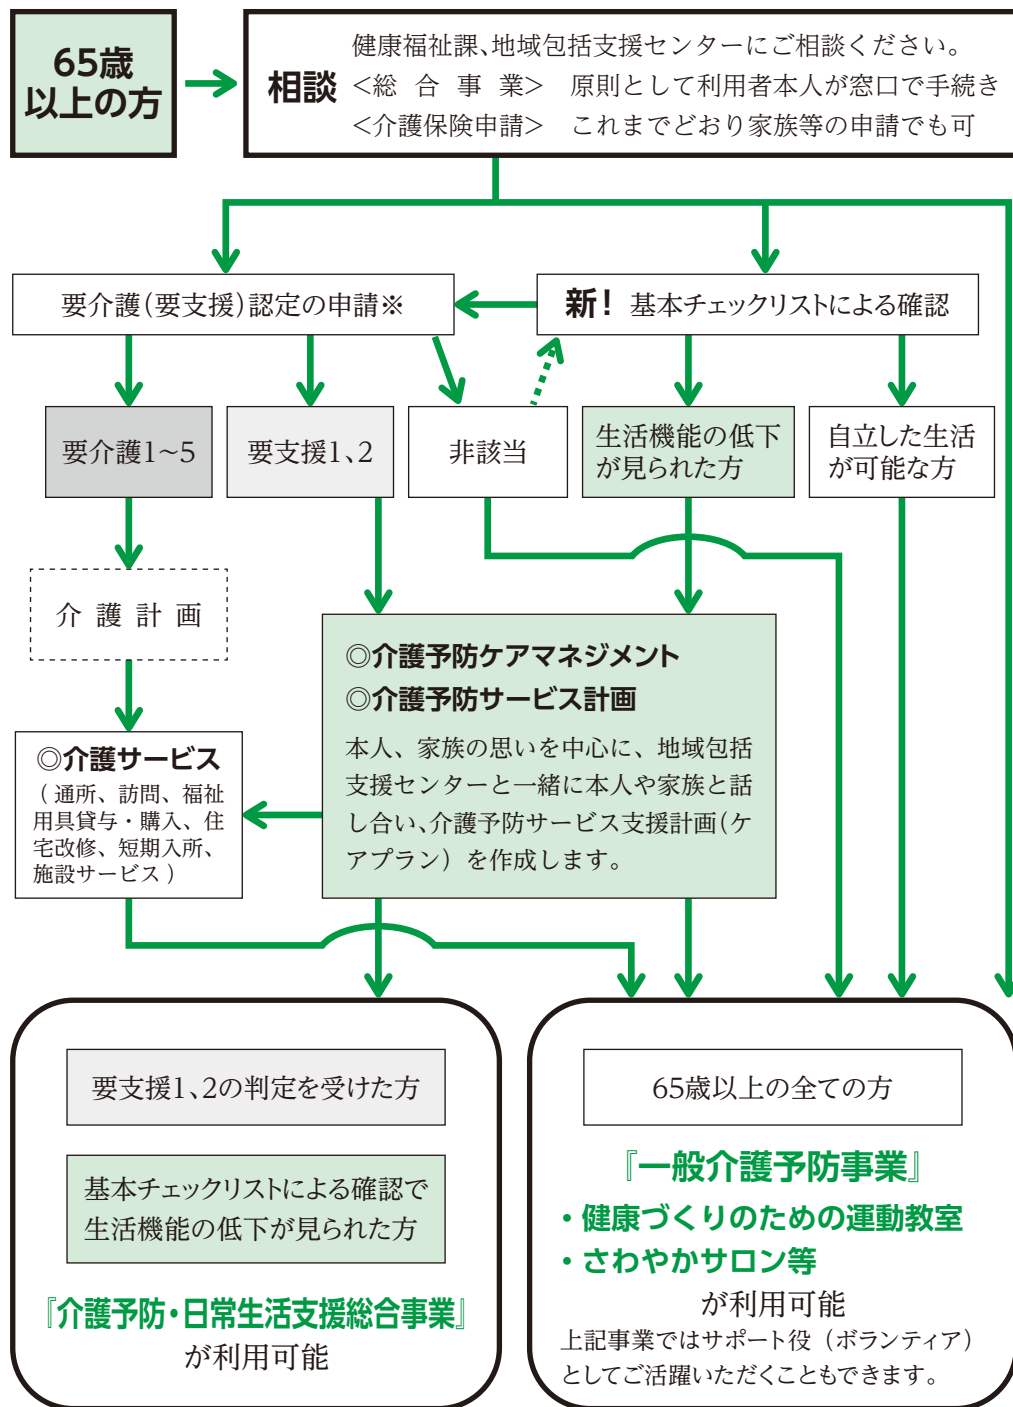 65歳
以上の方
相談
健康福祉課、地域包括支援センターにご相談ください。
<総合事業> 原則として利用者本人が窓口で手続き
<介護保険申請> これまでどおり家族等の申請でも可
要介護(要支援)認定の申請※
新! 基本チェックリストによる確認
要介護1~5
要支援1、2
非該当
生活機能の低下
が見られた方
自立した生活
が可能な方
介護計画
◎介護予防ケアマネジメント
◎介護予防サービス計画
本人、家族の思いを中心に、地域包括
支援センターと一緒に本人や家族と話
し合い、介護予防サービス支援計画(ケ
アプラン)を作成します。
◎介護サービス
(通所、訪問、福祉
用具貸与・購入、住
宅改修、短期入所、
施設サービス)
要支援1、2の判定を受けた方
基本チェックリストによる確認で
生活機能の低下が見られた方
『介護予防・日常生活支援総合事業』
が利用可能
65歳以上の全ての方
『一般介護予防事業』
・健康づくりのための運動教室
・さわやかサロン等
が利用可能
上記事業ではサポート役(ボランティア)
としてご活躍いただくこともできます。